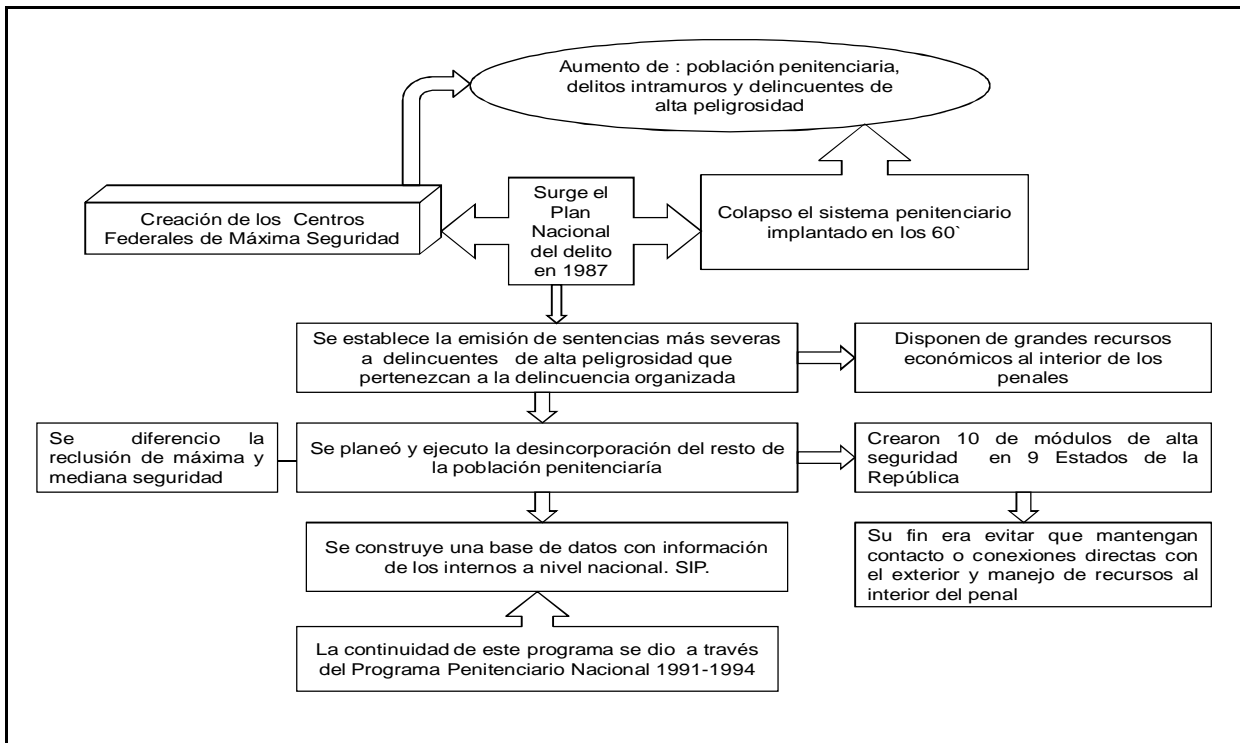 Aumento de : población penitenciaria,
delitos intramuros y delincuentes de
alta peligrosidad
Creación de los Centros
Federales de Máxima Seguridad
Surge el
Plan
Nacional
del delito
en 1987
Colapso el sistema penitenciario
implantado en los 60`
Se establece la emisión de sentencias más severas
a delincuentes de alta peligrosidad que
pertenezcan a la delincuencia organizada
Disponen de grandes recursos
económicos al interior de los
penales
Se diferencio la
reclusión de máxima y
mediana seguridad
Se planeó y ejecuto la desincorporación del resto de
la población penitenciaría
Crearon 10 de módulos de alta
seguridad en 9 Estados de la
República
Se construye una base de datos con información
de los internos a nivel nacional. SIP.
Su fin era evitar que mantengan
contacto o conexiones directas con
el exterior y manejo de recursos al
interior del penal
La continuidad de este programa se dio a través
del Programa Penitenciario Nacional 1991-1994